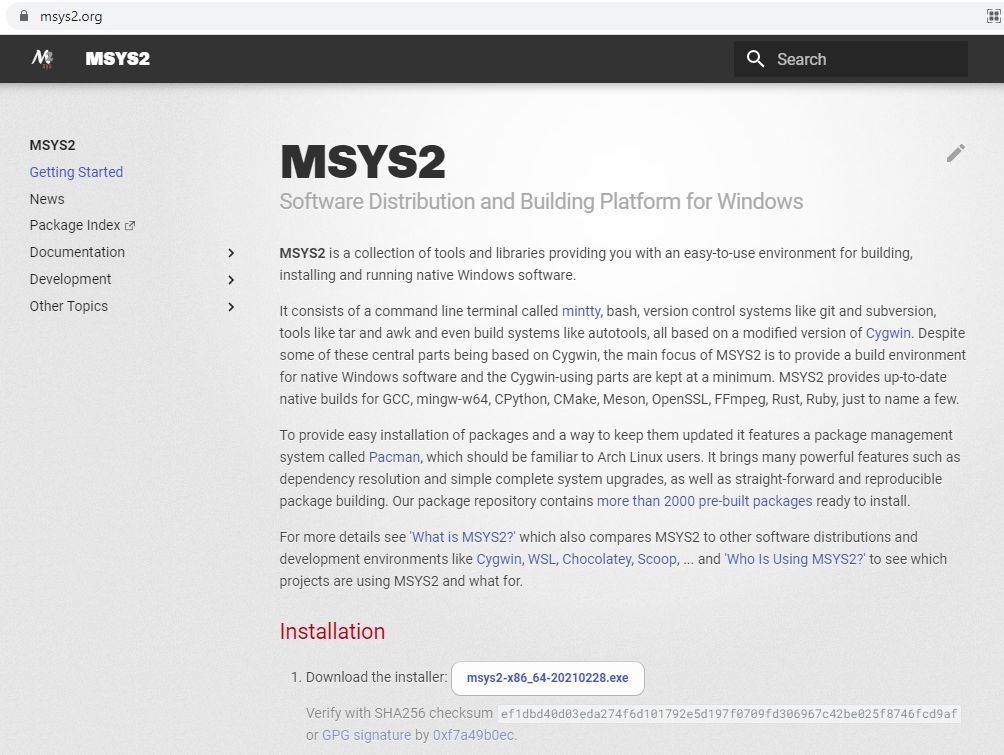 msys2.org
MSYS2
Search
MSYS2
Getting Started
News
Package Index
Documentation
Development
Other Topics
MSYS2
Software Distribution and Building Platform for Windows
MSYS2 is a collection of tools and libraries providing you with an easy-to-use environment for building,
installing and running native Windows software.
It consists of a command line terminal called mintty, bash, version control systems like git and subversion,
tools like tar and awk and even build systems like autotools, all based on a modified version of Cygwin. Despite
some of these central parts being based on Cygwin, the main focus of MSYS2 is to provide a build environment
for native Windows software and the Cygwin-using parts are kept at a minimum. MSYS2 provides up-to-date
native builds for GCC, mingw-w64, CPython, CMake, Meson, OpenSSL, FFmpeg, Rust, Ruby, just to name a few.
To provide easy installation of packages and a way to keep them updated it features a package management
system called Pacman, which should be familiar to Arch Linux users. It brings many powerful features such as
dependency resolution and simple complete system upgrades, as well as straight-forward and reproducible
package building. Our package repository contains more than 2000 pre-built packages ready to install.
For more details see 'What is MSYS2?' which also compares MSYS2 to other software distributions and
development environments like Cygwin, WSL, Chocolatey, Scoop, ... and 'Who Is Using MSYS2?' to see which
projects are using MSYS2 and what for.
Installation
1. Download the installer: msys2-x86_64-20210228.exe
Verify with SHA256 checksum ef1dbd40d03eda274f6d101792e5d197f0709fd306967c42be025f8746fcd9af
or GPG signature by 0xf7a49b0ec.